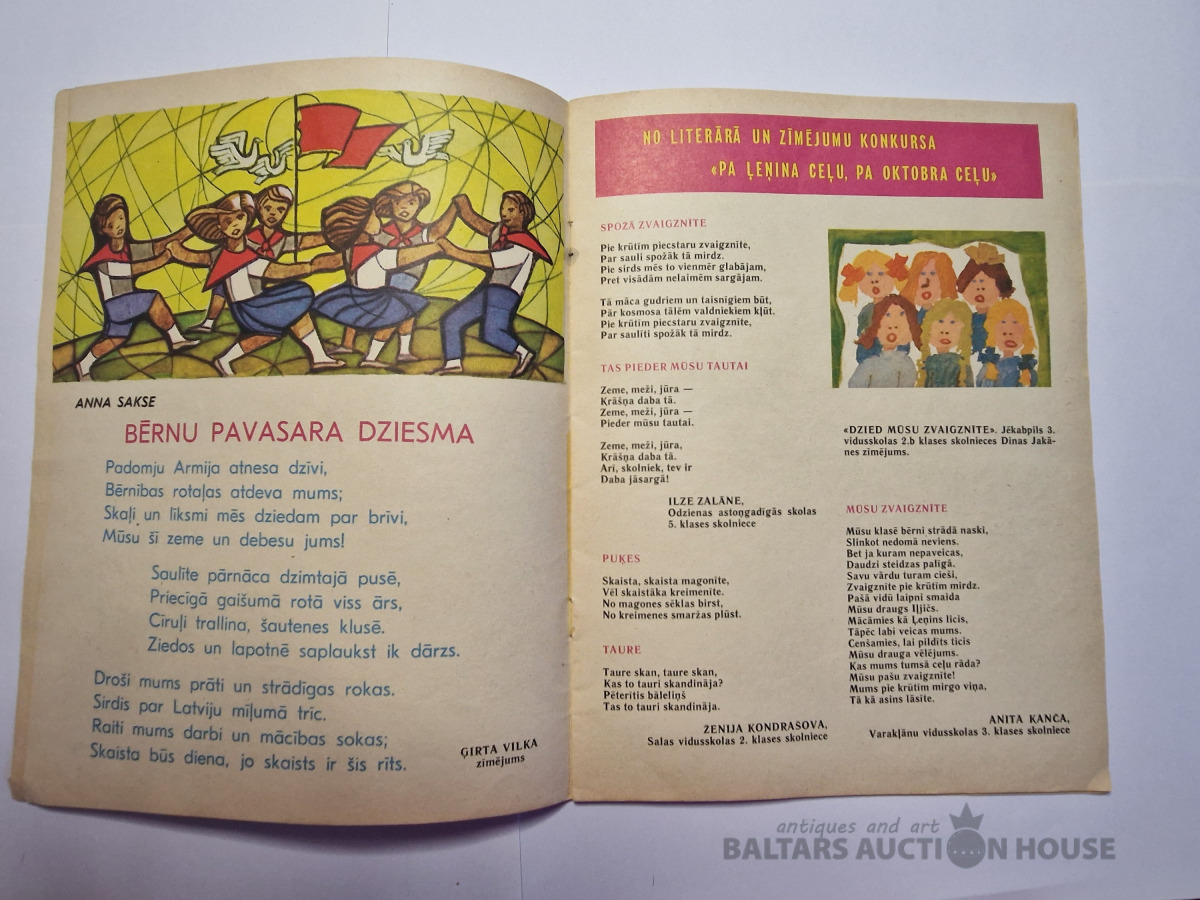 ANNA SAKSE
BĒRNU PAVASARA DZIESMA
Padomju Armija atnesa dzīvi,
Bērnības rotaļas atdeva mums;
Skaļi un līksmi mēs dziedam par brīvi,
Mūsu šī zeme un debesu jums!
Saulīte pārnāca dzimtajā pusē,
Priecīgā gaišumā rotā viss ārs,
Cīruļi trallina, šautenes klusē.
Ziedos un lapotnē saplaukst ik dārzs.
Droši mums prāti un strādīgas rokas.
Sirdis par Latviju mīļumā trīc.
Raiti mums darbi un mācības sokas;
Skaista būs diena, jo skaists ir šis rīts.
ĢIRTA VILKA
zīmējums
NO LITERĀRĀ UN ZĪMĒJUMU KONKURSA
«PA ĻEŅINA CEĻU, PA OKTOBRA CEĻU»
SPOŽĀ ZVAIGZNĪTE
Pie krūtīm piecstaru zvaigznīte,
Par sauli spožāk tā mirdz.
Pie sirds mēs to vienmēr glabājam,
Pret visādām nelaimēm sargājam.
Tā māca gudriem un taisnīgiem būt,
Pār kosmosa tālēm valdniekiem kļūt.
Pie krūtīm piecstaru zvaigznīte,
Par saulīti spožāk tā mirdz.
TAS PIEDER MŪSU TAUTAI
Zeme, meži, jūra —
Krāšņa daba tā.
Zeme, meži, jūra —
Pieder mūsu tautai.
Zeme, meži, jūra,
Krāšņa daba tā.
Arī, skolniek, tev ir
Daba jāsargā!
ILZE ZALĀNE,
Odzienas astoņgadīgās skolas
5. klases skolniece
PUĶES
Skaista, skaista magonīte,
Vēl skaistāka kreimenīte.
No magones sēklas birst,
No kreimenes smaržas plūst.
TAURE
Taure skan, taure skan,
Kas to tauri skandināja?
Pēterītis bāleliņš
Tas to tauri skandināja.
ŽENIJA KONDRAŠOVA,
Salas vidusskolas 2. klases skolniece
«DZIED MŪSU ZVAIGZNĪTE». Jēkabpils 3.
vidusskolas 2.b klases skolnieces Dinas Jakā-
nes zīmējums.
MŪSU ZVAIGZNĪTE
Mūsu klasē bērni strādā naski,
Slinkot nedomā neviens.
Bet ja kuram nepaveicas,
Daudzi steidzas palīgā.
Savu vārdu turam cieši,
Zvaigznīte pie krūtīm mirdz.
Pašā vidū laipni smaida
Mūsu draugs Iļjičs.
Mācāmies kā Ļeņins licis,
Tāpēc labi veicas mums.
Cenšamies, lai pildīts ticis
Mūsu drauga vēlējums.
Kas mums tumsā ceļu rāda?
Mūsu pašu zvaigznīte!
Mums pie krūtīm mirgo viņa,
Tā kā asins lāsīte.
ANITA KANČA,
Varakļānu vidusskolas 3. klases skolniece
antiques and art
BALTARS AUCTION HOUSE